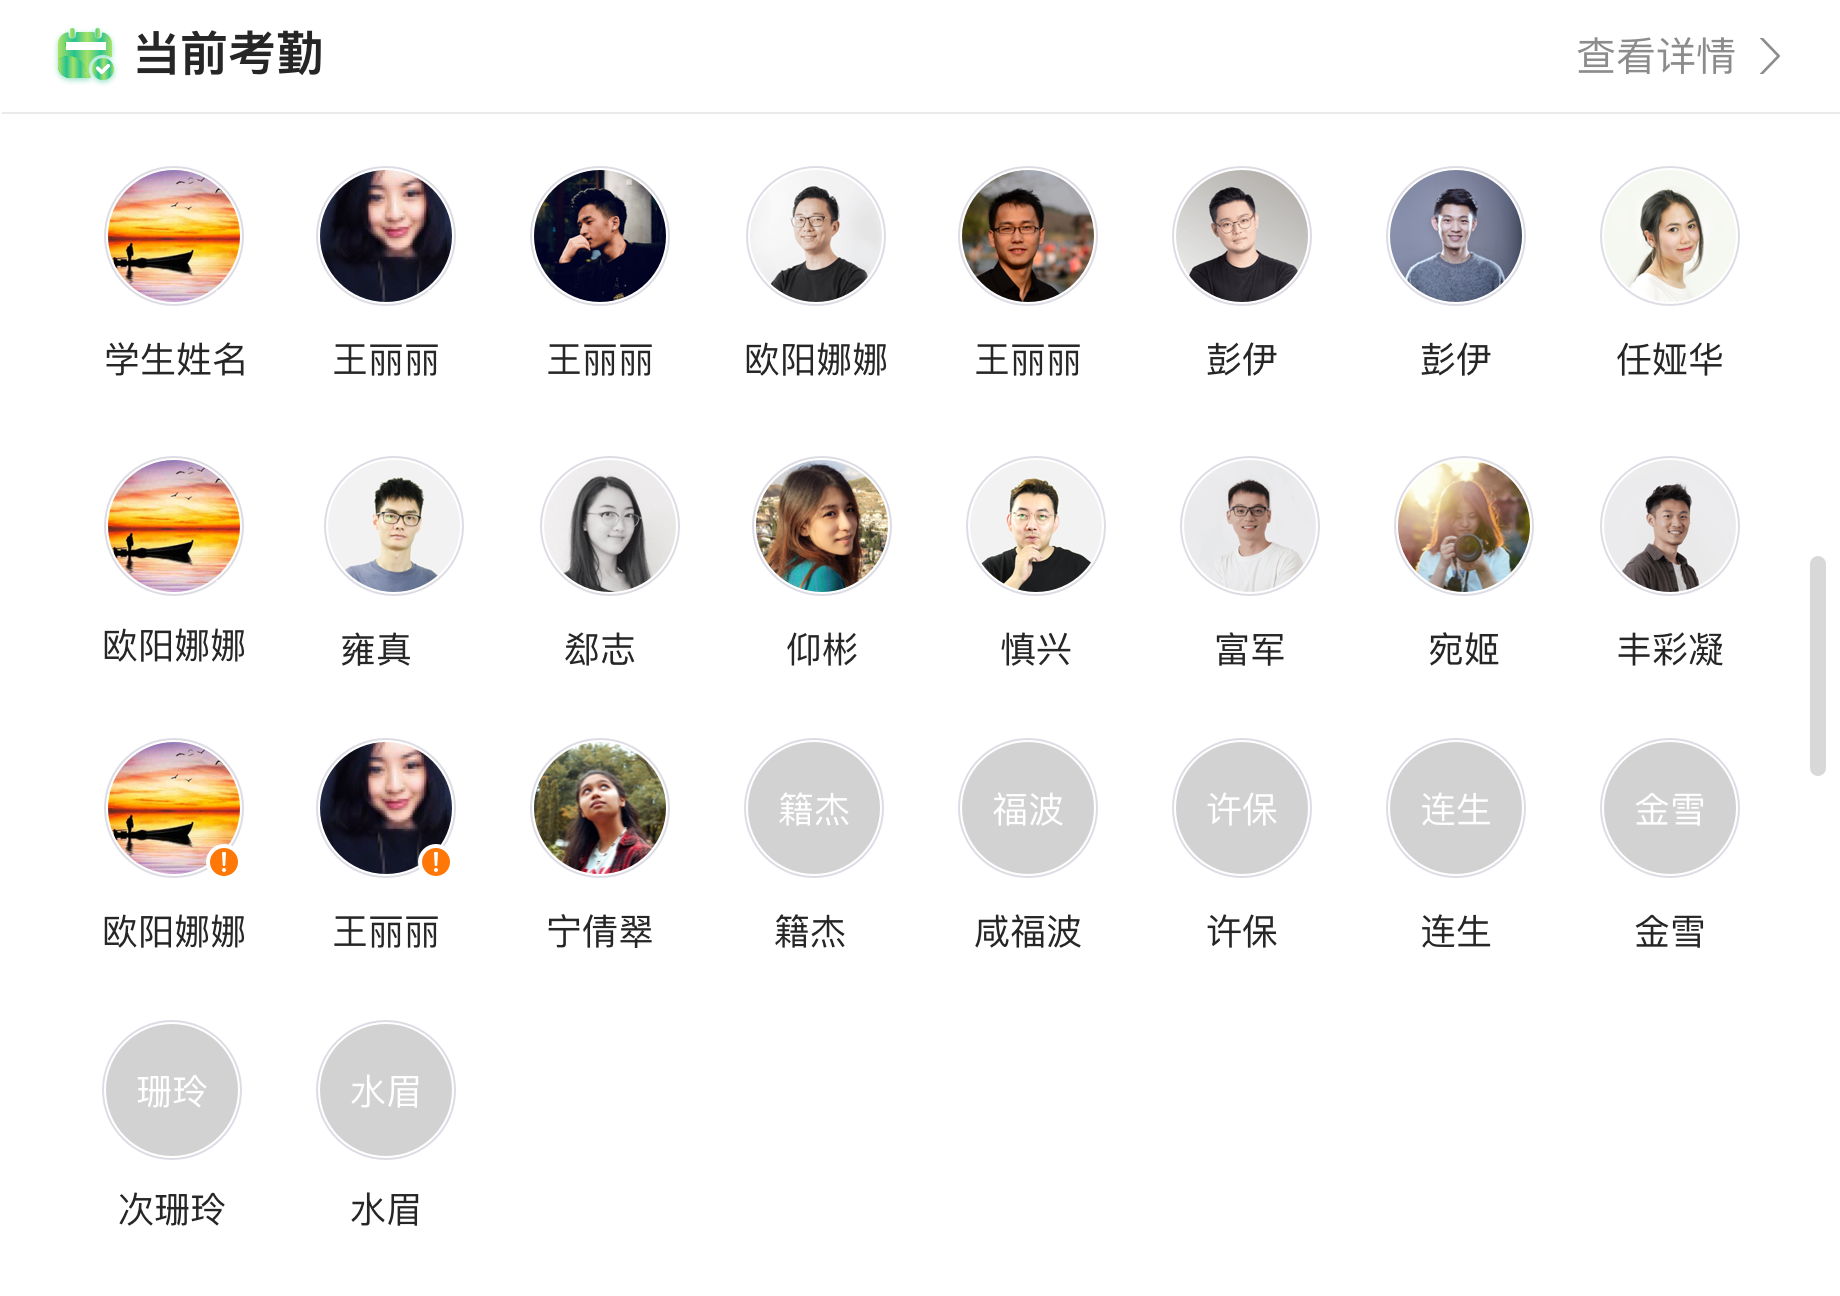 当前考勤
查看详情
学生姓名 王丽丽 王丽丽 欧阳娜娜 王丽丽 彭伊 彭伊 任娅华
欧阳娜娜 雍真 郄志 仰彬 慎兴 富军 宛姬 丰彩凝
籍杰 福波 许保 连生 金雪
欧阳娜娜 王丽丽 宁倩翠 籍杰 咸福波 许保 连生 金雪
珊玲 水眉
次珊玲 水眉